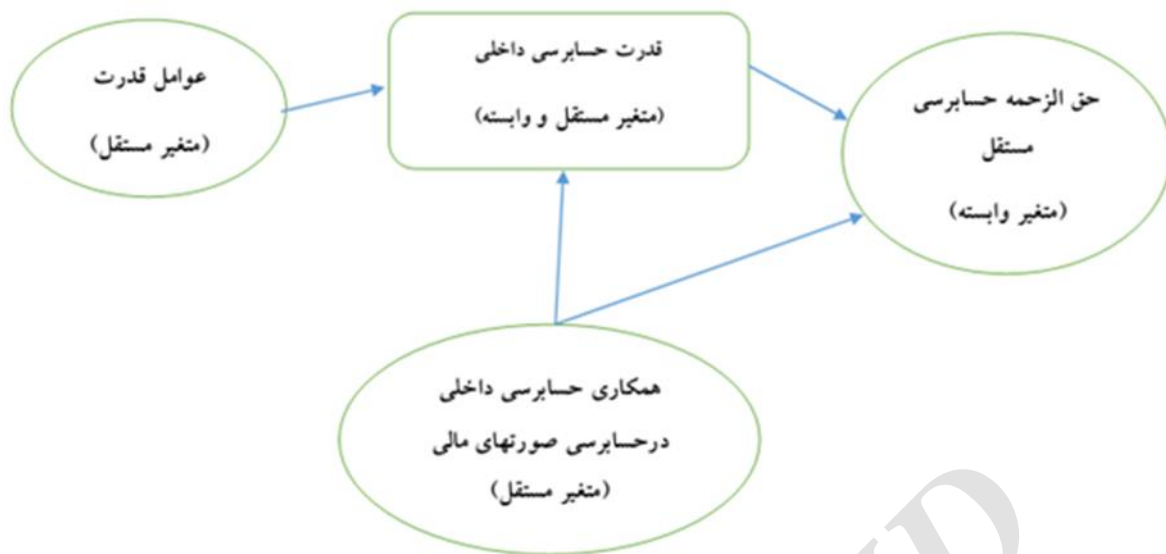 عوامل قدرت
(متغیر مستقل)
قدرت حسابرسی داخلی
(متغیر مستقل و وابسته)
حق الزحمه حسابرسی
مستقل
(متغیر وابسته)
همکاری حسابرسی داخلی
درحسابرسی صورتهای مالی
(متغیر مستقل)